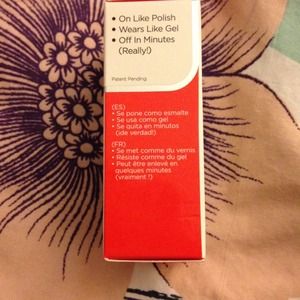 • On Like Polish
• Wears Like Gel
• Off In Minutes
(Really!)
Patent Pending
(ES)
• Se pone como esmalte
• Se usa como gel
• Se quita en minutos
(¡de verdad!)
(FR)
• Se met comme du vernis
• Résiste comme du gel
• Peut être enlevé en
quelques minutes
(vraiment !)